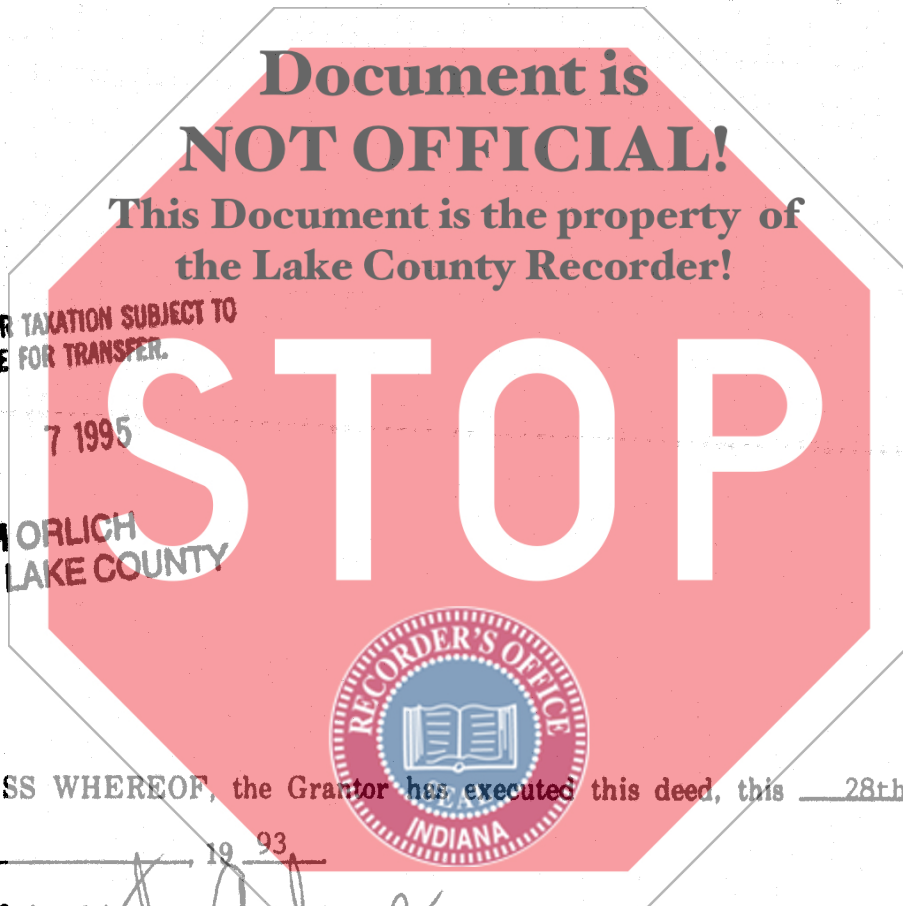 Document is
NOT OFFICIAL!
This Document is the property of
the Lake County Recorder!
R TAXATION SUBJECT TO
E FOR TRANSFER.
STOP
7 1995
ORLICH
LAKE COUNTY
RECORDER'S OFFICE
SS WHEREOF, the Grantor has executed this deed, this 28th
INDIANA
19 93